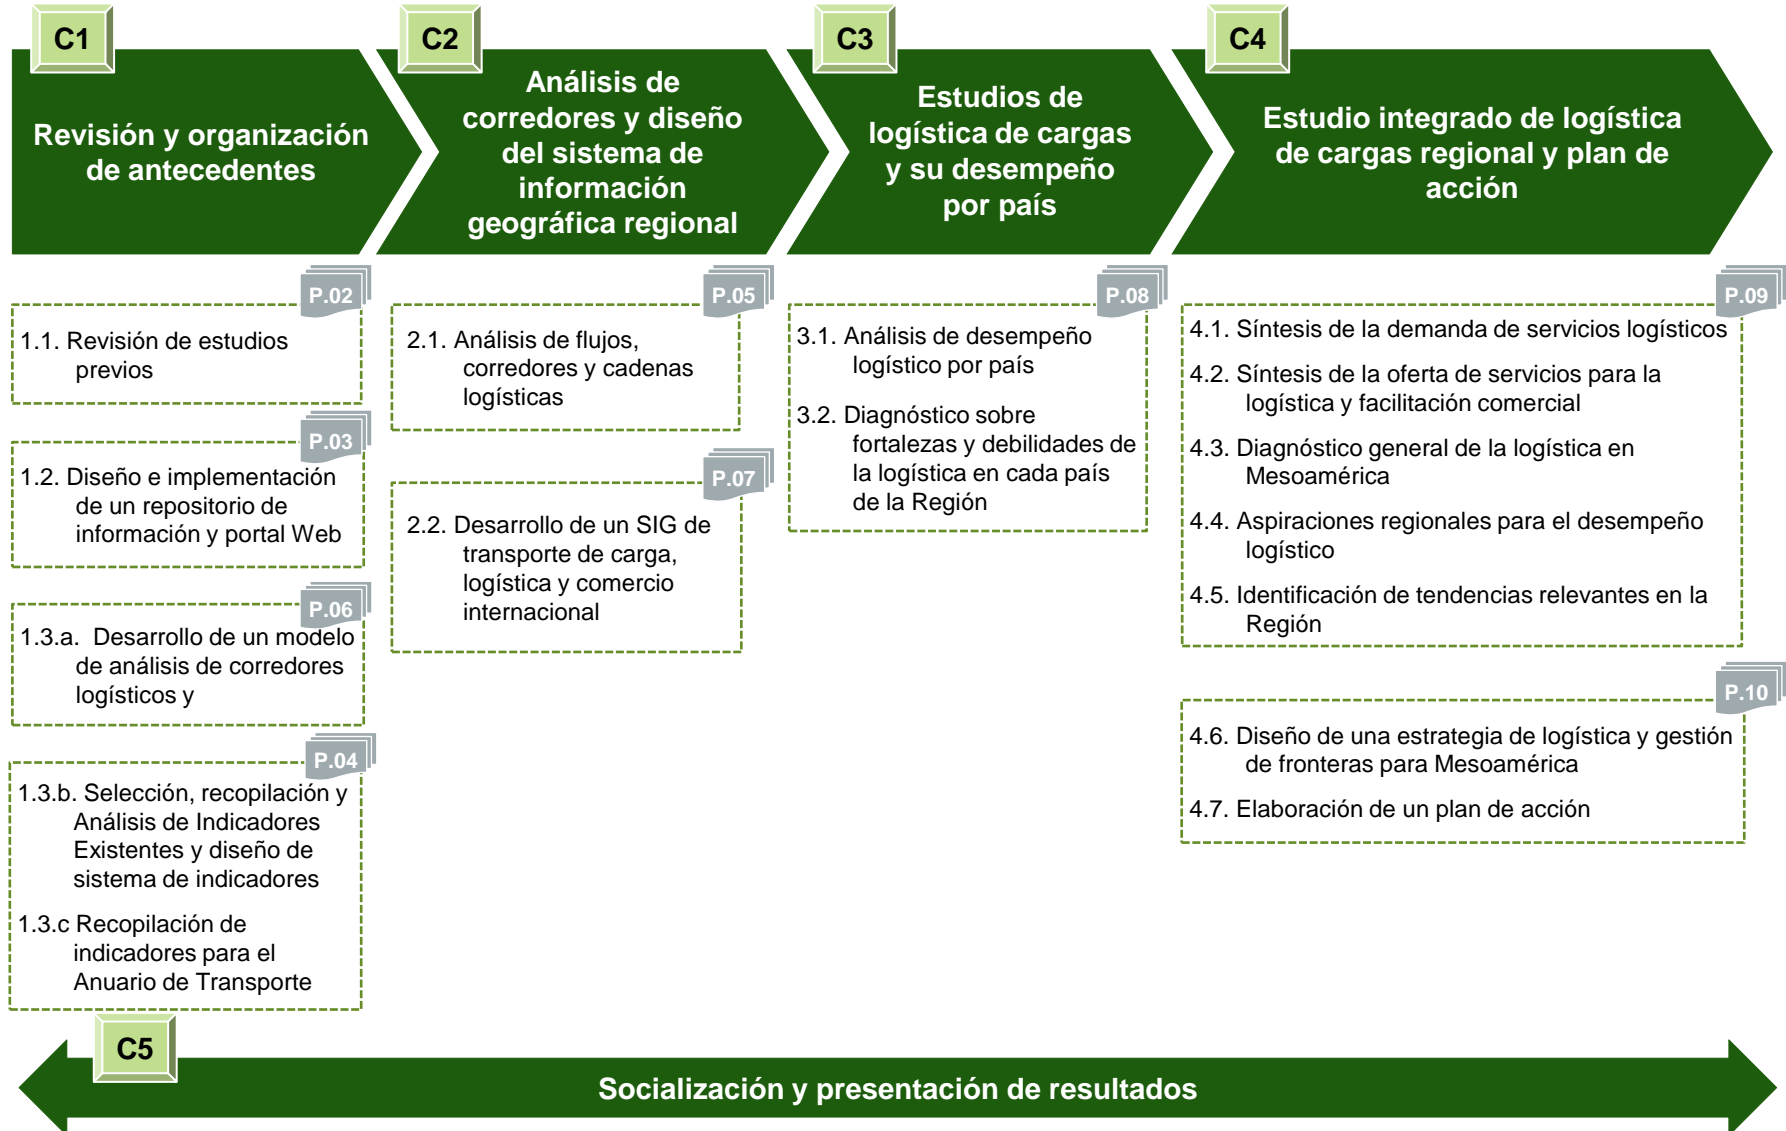 C1
Revisión y organización
de antecedentes
C2
Análisis de
corredores y diseño
del sistema de
información
geográfica regional
C3
Estudios de
logística de cargas
y su desempeño
por país
C4
Estudio integrado de logística
de cargas regional y plan de
acción
P.02
1.1. Revisión de estudios
previos
P.03
1.2. Diseño e implementación
de un repositorio de
información y portal Web
P.06
1.3.a. Desarrollo de un modelo
de análisis de corredores
logísticos y
P.04
1.3.b. Selección, recopilación y
Análisis de Indicadores
Existentes y diseño de
sistema de indicadores
1.3.c Recopilación de
indicadores para el
Anuario de Transporte
P.05
2.1. Análisis de flujos,
corredores y cadenas
logísticas
P.07
2.2. Desarrollo de un SIG de
transporte de carga,
logística y comercio
internacional
P.08
3.1. Análisis de desempeño
logístico por país
3.2. Diagnóstico sobre
fortalezas y debilidades de
la logística en cada país
de la Región
P.09
4.1. Síntesis de la demanda de servicios logísticos
4.2. Síntesis de la oferta de servicios para la
logística y facilitación comercial
4.3. Diagnóstico general de la logística en
Mesoamérica
4.4. Aspiraciones regionales para el desempeño
logístico
4.5. Identificación de tendencias relevantes en la
Región
P.10
4.6. Diseño de una estrategia de logística y gestión
de fronteras para Mesoamérica
4.7. Elaboración de un plan de acción
C5
Socialización y presentación de resultados